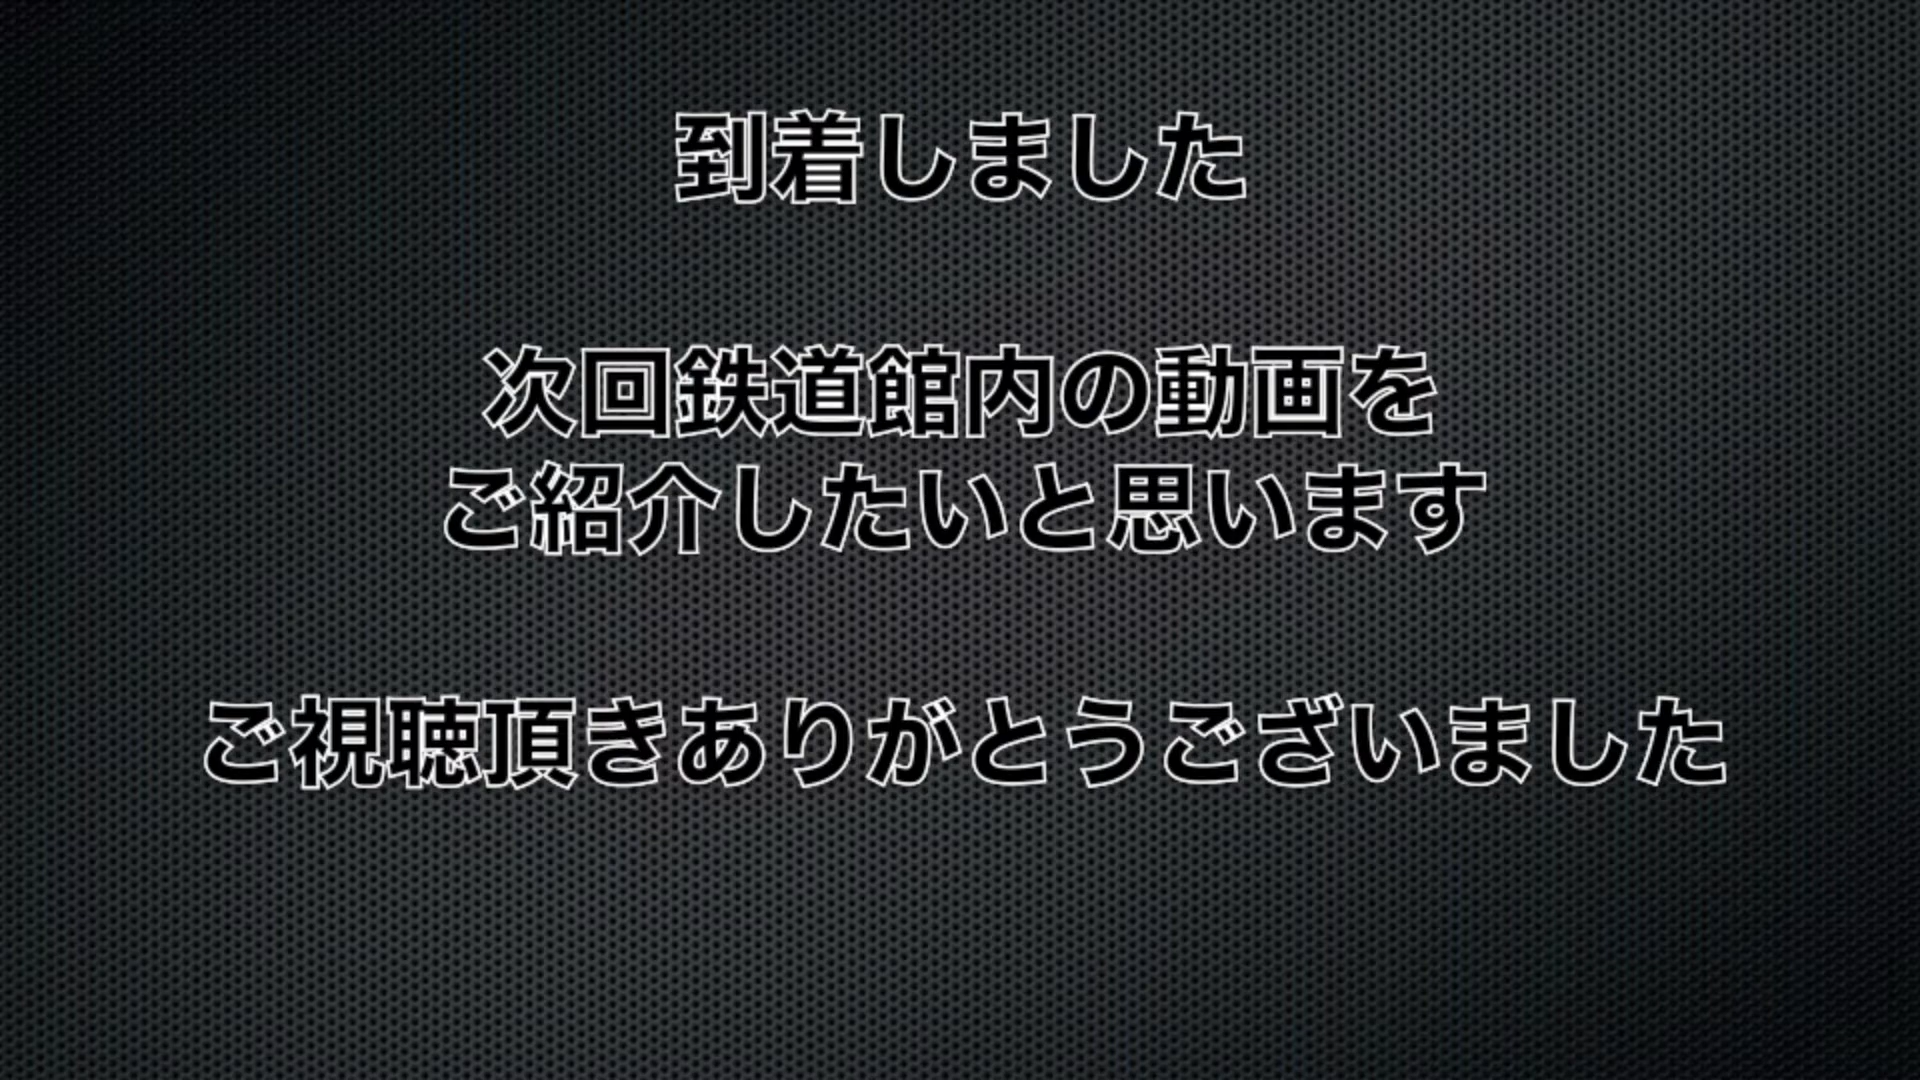 到着しました
次回鉄道館内の動画を
ご紹介したいと思います
ご視聴頂きありがとうございました